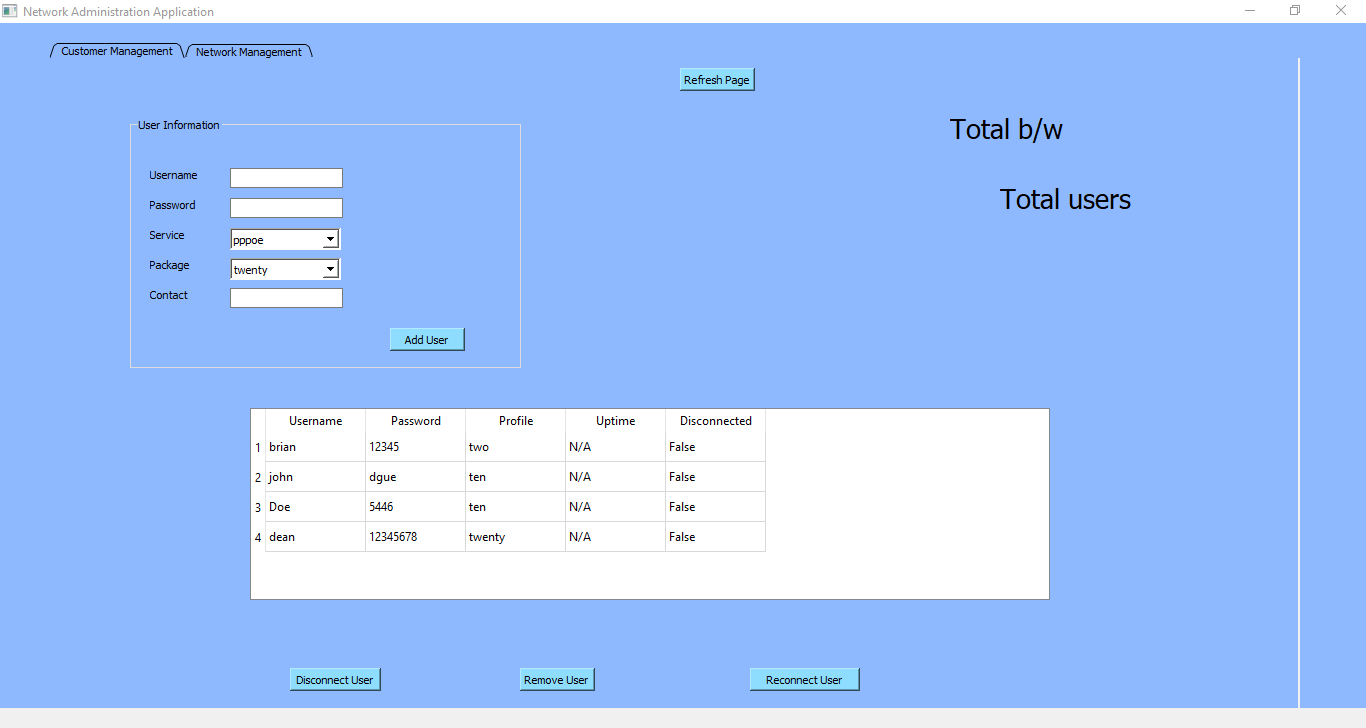 Network Administration Application
Customer Management Network Management
Refresh Page
Total b/w
User Information
Username
Total users
Password
Service pppoe
Package twenty
Contact
Add User
Username Password Profile Uptime Disconnected
1 brian 12345 two N/A False
2 john dgue ten N/A False
3 Doe 5446 ten N/A False
4 dean 12345678 twenty N/A False
Disconnect User Remove User Reconnect User